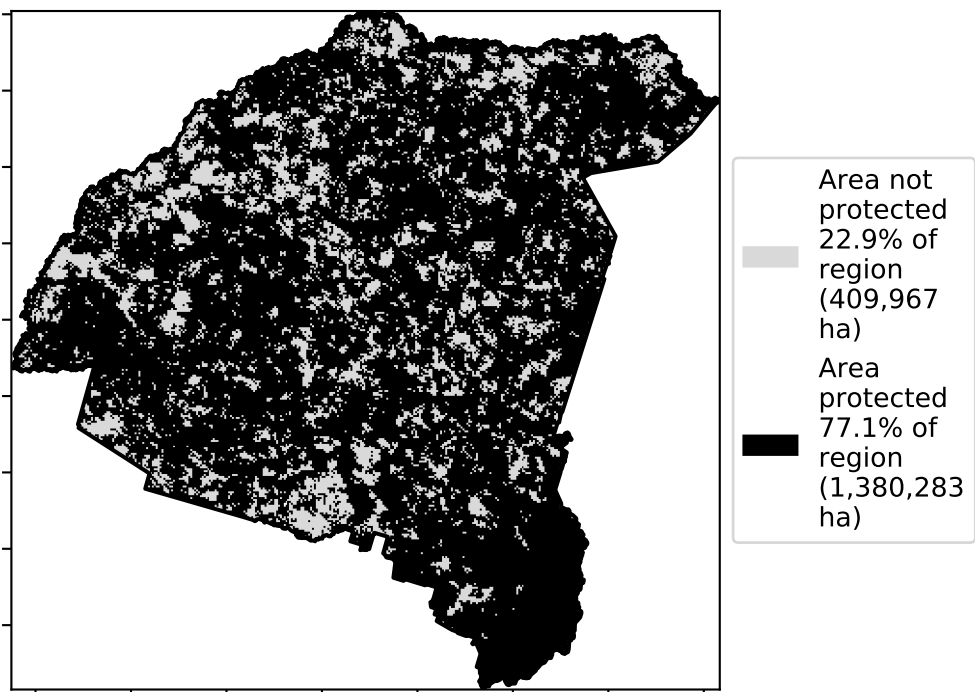 Area not
protected
22.9% of
region
(409,967
ha)
Area
protected
77.1% of
region
(1,380,283
ha)